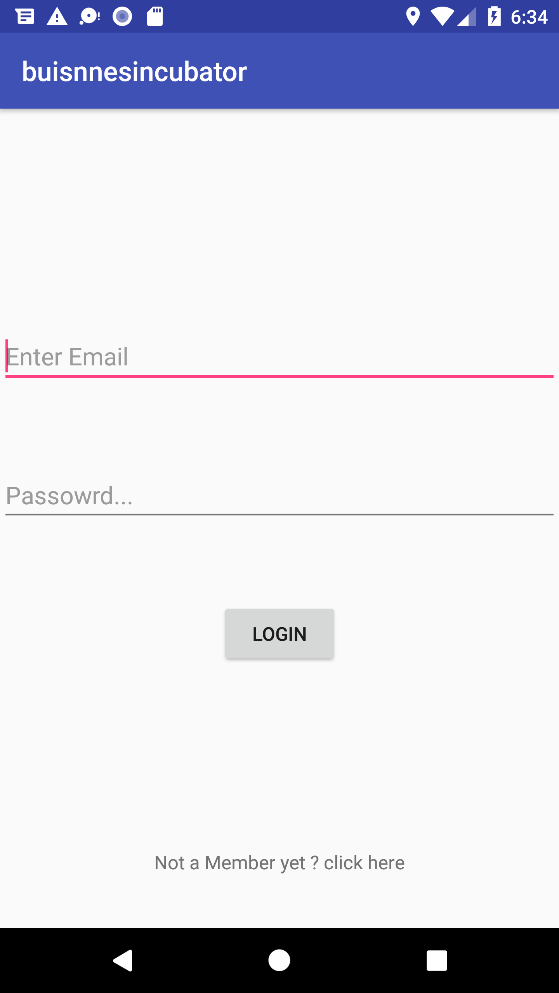 6:34
buisnnesincubator
Enter Email
Passowrd...
LOGIN
Not a Member yet ? click here